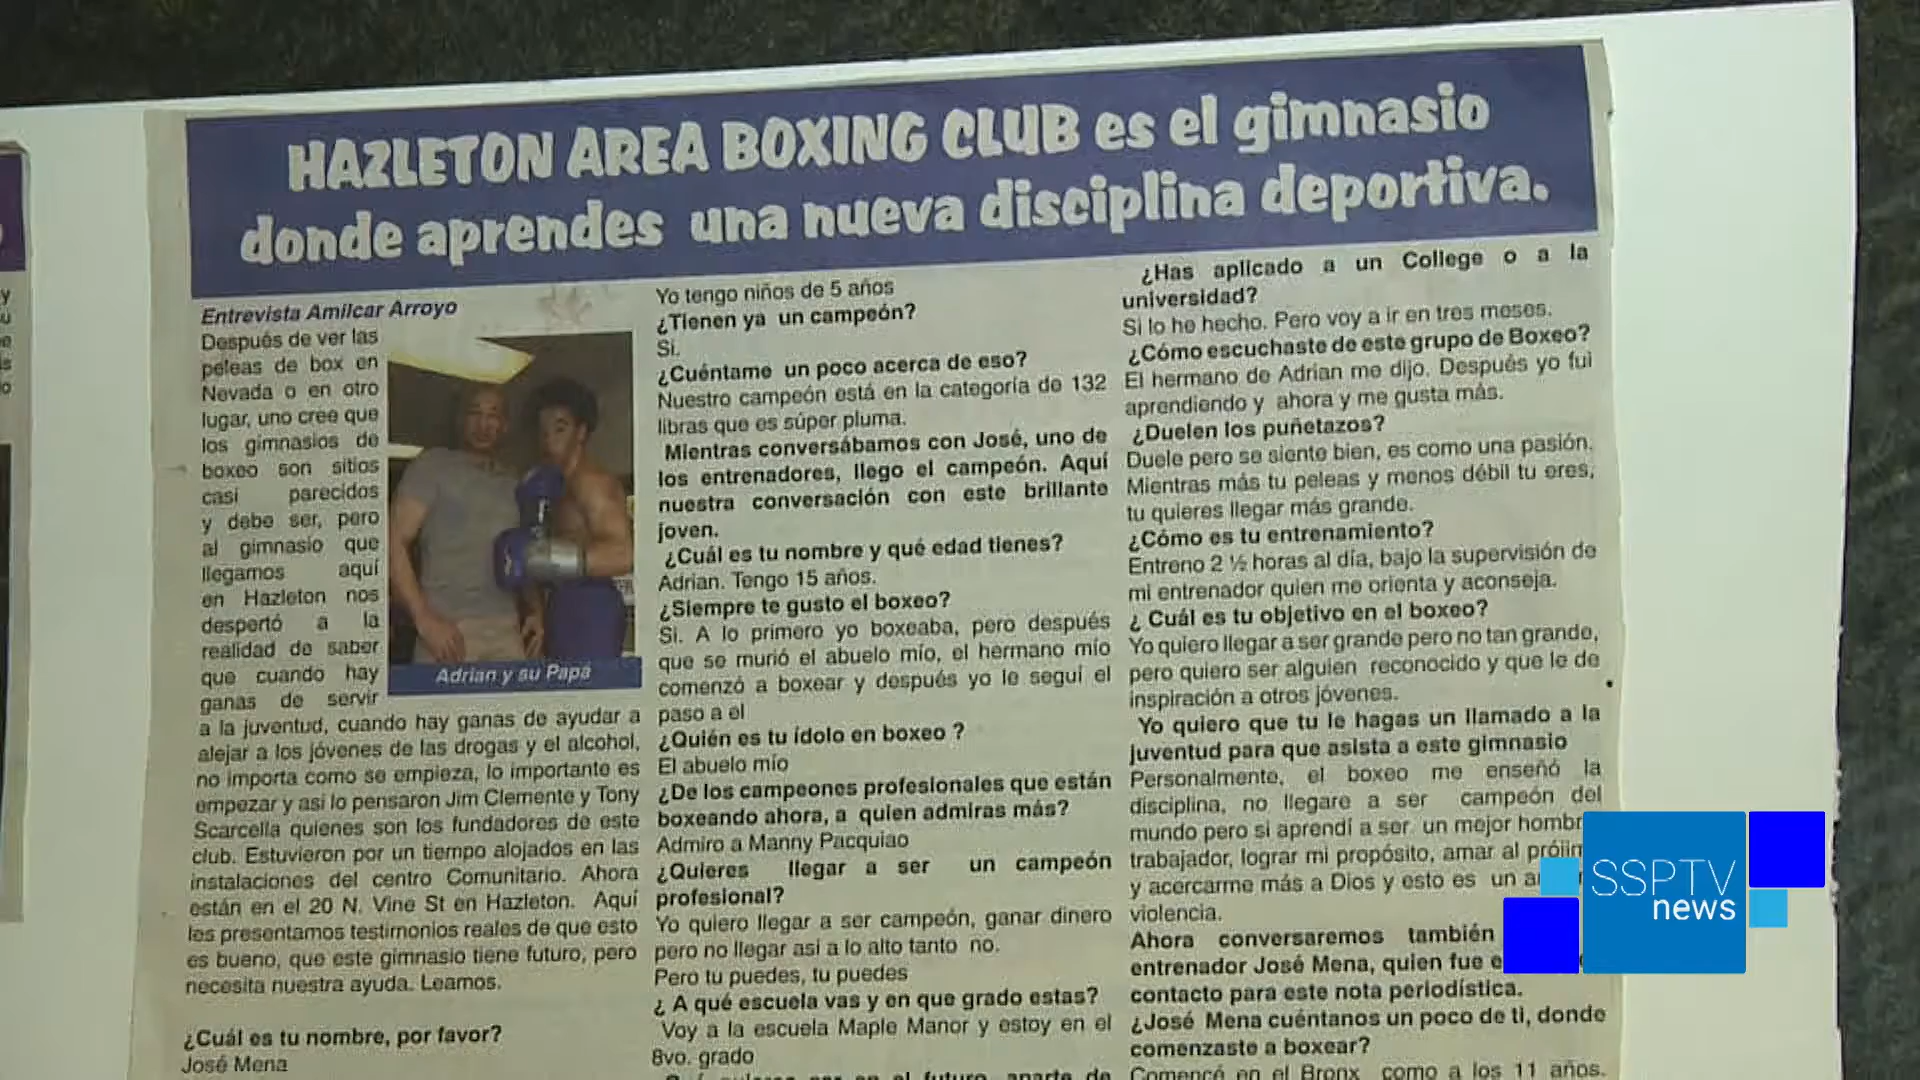 HAZLETON AREA BOXING CLUB es el gimnasio
donde aprendes una nueva disciplina deportiva.
Entrevista Amilcar Arroyo
Después de ver las
peleas de box en
Nevada o en otro
lugar, uno cree que
los gimnasios de
boxeo son sitios
casi parecidos
y debe ser, pero
al gimnasio que
llegamos aquí
en Hazleton nos
despertó a la
realidad de saber
que cuando hay
ganas de servir
a la juventud, cuando hay ganas de ayudar a
alejar a los jóvenes de las drogas y el alcohol,
no importa como se empieza, lo importante es
empezar y asi lo pensaron Jim Clemente y Tony
Scarcella quienes son los fundadores de este
club. Estuvieron por un tiempo alojados en las
instalaciones del centro Comunitario. Ahora
están en el 20 N. Vine St en Hazleton. Aquí
les presentamos testimonios reales de que esto
es bueno, que este gimnasio tiene futuro, pero
necesita nuestra ayuda. Leamos.
¿Cuál es tu nombre, por favor?
José Mena
Adrian y su Papá
Yo tengo niños de 5 años
¿Tienen ya un campeón?
Si.
¿Cuéntame un poco acerca de eso?
Nuestro campeón está en la categoría de 132
libras que es súper pluma.
Mientras conversábamos con José, uno de
los entrenadores, llego el campeón. Aquí
nuestra conversación con este brillante
joven.
¿Cuál es tu nombre y qué edad tienes?
Adrian. Tengo 15 años.
¿Siempre te gusto el boxeo?
Si. A lo primero yo boxeaba, pero después
que se murió el abuelo mío, el hermano mío
comenzó a boxear y después yo le seguí el
paso a el
¿Quién es tu ídolo en boxeo ?
El abuelo mío
¿De los campeones profesionales que están
boxeando ahora, a quien admiras más?
Admiro a Manny Pacquiao
¿Quieres llegar a ser un campeón
profesional?
Yo quiero llegar a ser campeón, ganar dinero
pero no llegar así a lo alto tanto no.
Pero tu puedes, tu puedes
¿ A qué escuela vas y en que grado estas?
Voy a la escuela Maple Manor y estoy en el
8vo. grado
en el futuro, aparte de
¿Has aplicado a un College o a la
universidad?
Si lo he hecho. Pero voy a ir en tres meses.
¿Cómo escuchaste de este grupo de Boxeo?
El hermano de Adrian me dijo. Después yo fui
aprendiendo y ahora y me gusta más.
¿Duelen los puñetazos?
Duele pero se siente bien, es como una pasión.
Mientras más tu peleas y menos débil tu eres,
tu quieres llegar más grande.
¿Cómo es tu entrenamiento?
Entreno 2 ½ horas al día, bajo la supervisión de
mi entrenador quien me orienta y aconseja.
¿ Cuál es tu objetivo en el boxeo?
Yo quiero llegar a ser grande pero no tan grande,
pero quiero ser alguien reconocido y que le de
inspiración a otros jóvenes.
Yo quiero que tu le hagas un llamado a la
juventud para que asista a este gimnasio
Personalmente, el boxeo me enseñó la
disciplina, no llegare a ser campeón del
mundo pero si aprendí a ser un mejor
trabajador, lograr mi propósito, amar al
y acercarme más a Dios y esto es un
violencia.
Ahora conversaremos también
entrenador José Mena, quien fue
contacto para este nota periodística.
¿José Mena cuéntanos un poco de ti, donde
comenzaste a boxear?
Comencé en el Bronx como a los 11 años.
SSPTV
news